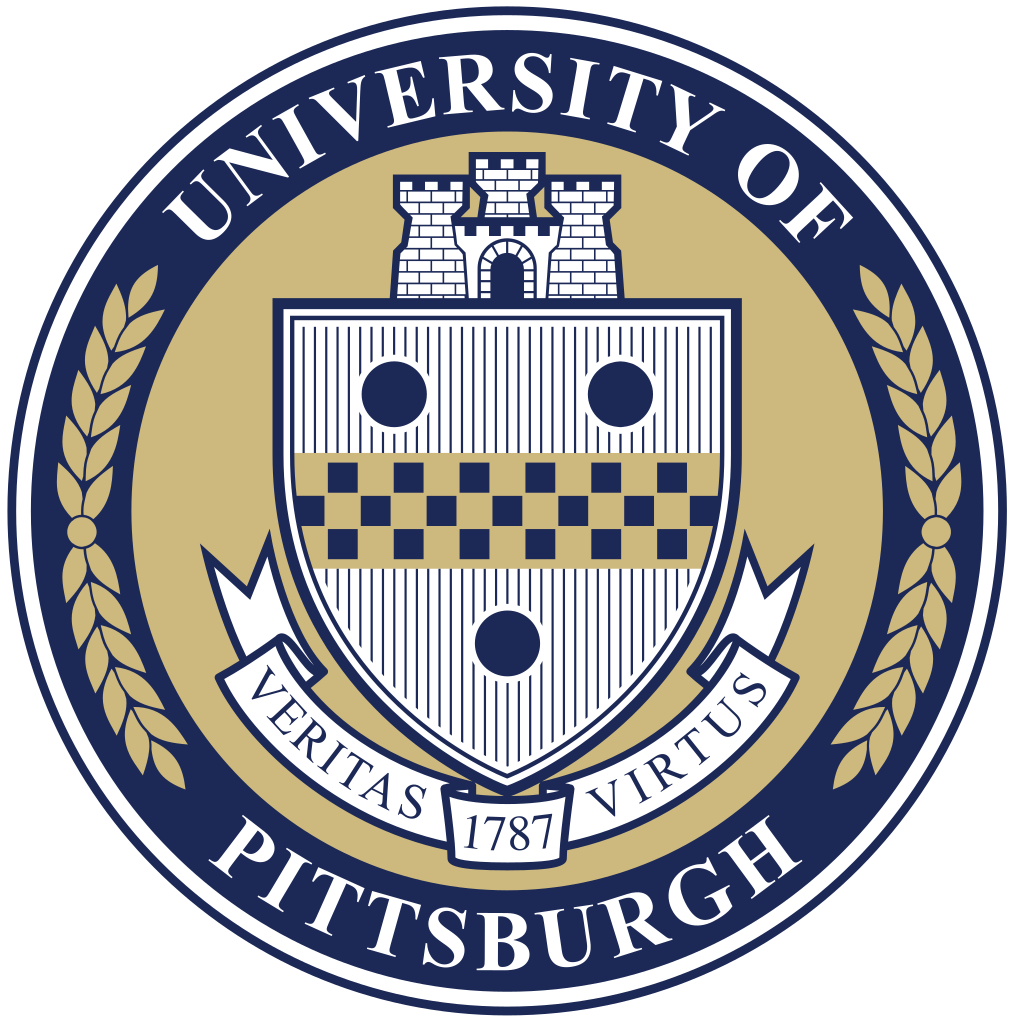 UNIVERSITY OF
VERITAS
1787
VIRTUS
PITTSBURGH